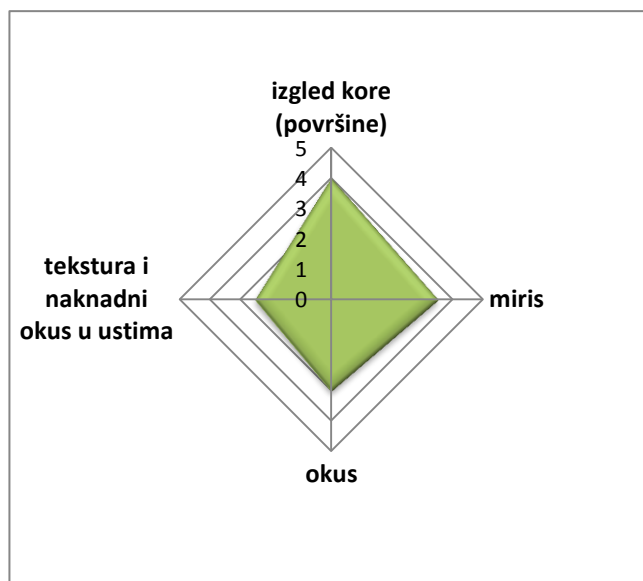 izgled kore
(površine)
5
4
3
2
1
0
tekstura i
naknadni
okus u ustima
miris
okus